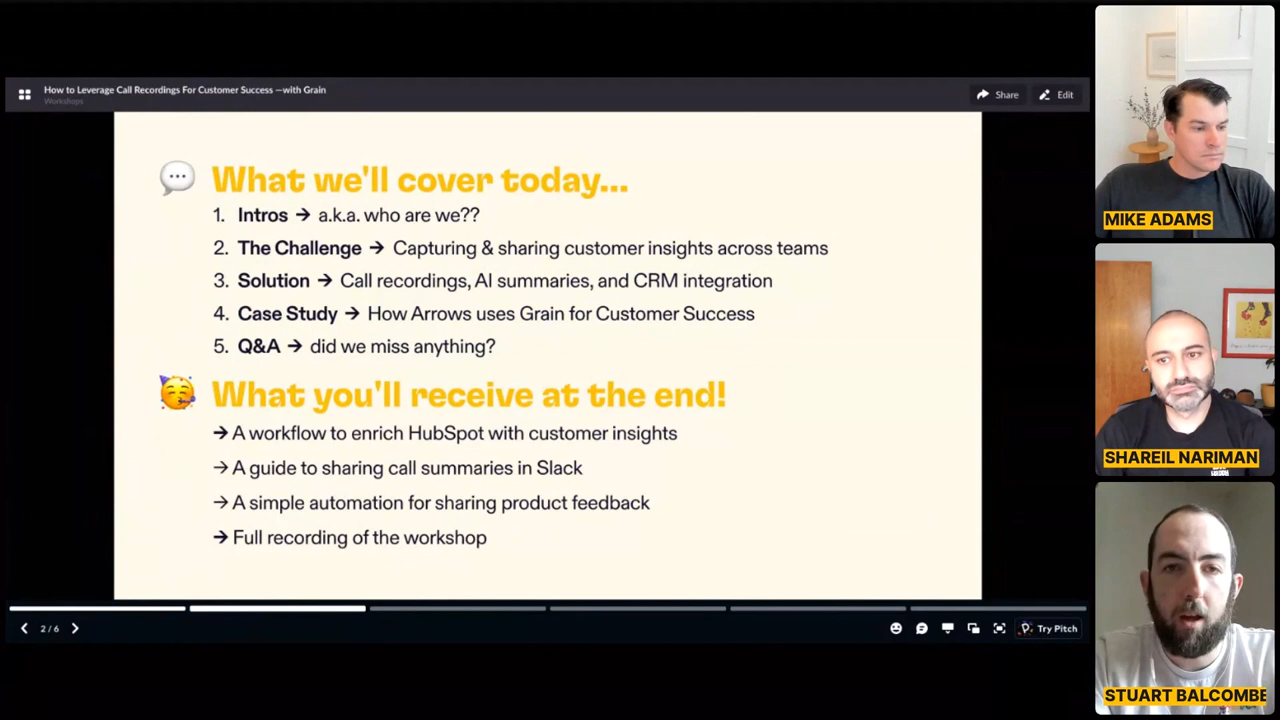 How to Leverage Call Recordings For Customer Success —with Grain
Workshops
Share
Edit
What we'll cover today...
1. Intros → a.k.a. who are we??
2. The Challenge → Capturing & sharing customer insights across teams
3. Solution → Call recordings, AI summaries, and CRM integration
4. Case Study → How Arrows uses Grain for Customer Success
5. Q&A → did we miss anything?
What you'll receive at the end!
→ A workflow to enrich HubSpot with customer insights
→ A guide to sharing call summaries in Slack
→ A simple automation for sharing product feedback
→ Full recording of the workshop
2 / 6
Try Pitch
MIKE ADAMS
SHAREIL NARIMAN
STUART BALCOMBE